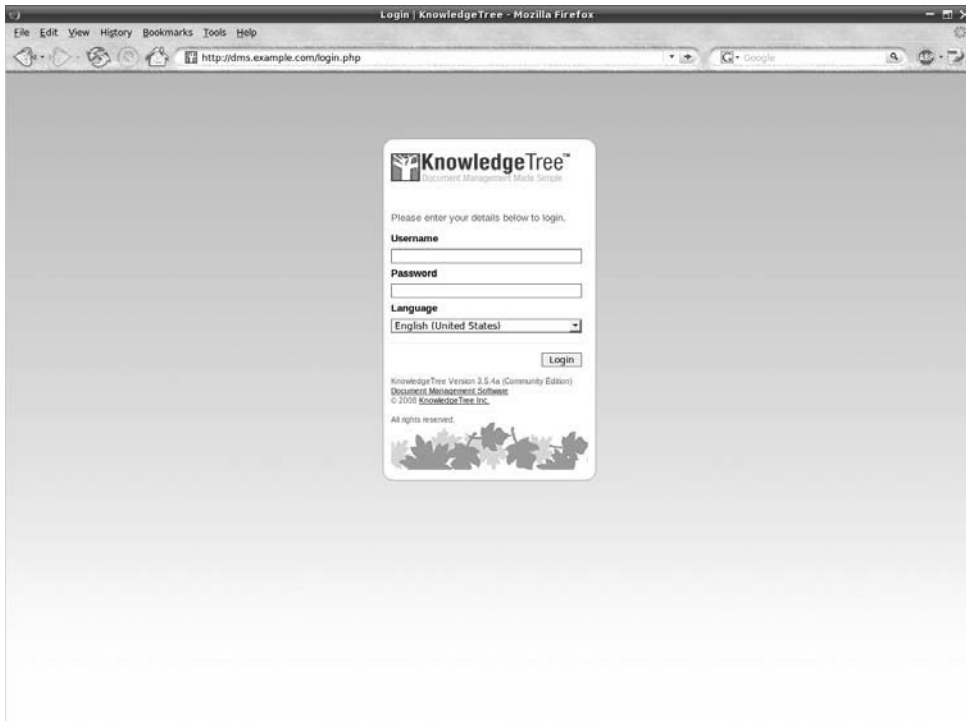 Login | KnowledgeTree - Mozilla Firefox
File Edit View History Bookmarks Tools Help
http://dms.example.com/login.php
G Google
ABP
KnowledgeTree™
Document Management Made Simple
Please enter your details below to login.
Username
Password
Language
English (United States)
Login
KnowledgeTree Version 3.5.4a (Community Edition)
Document Management Software
© 2008 KnowledgeTree Inc.
All rights reserved.